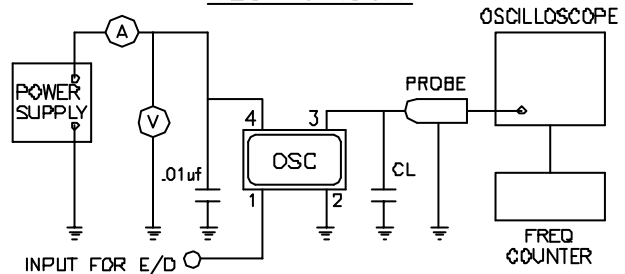 OSCILLOSCOPE
A
POWER
SUPPLY
V
PROBE
4
3
OSC
.01uf
CL
1
2
INPUT FOR E/D
FREQ
COUNTER